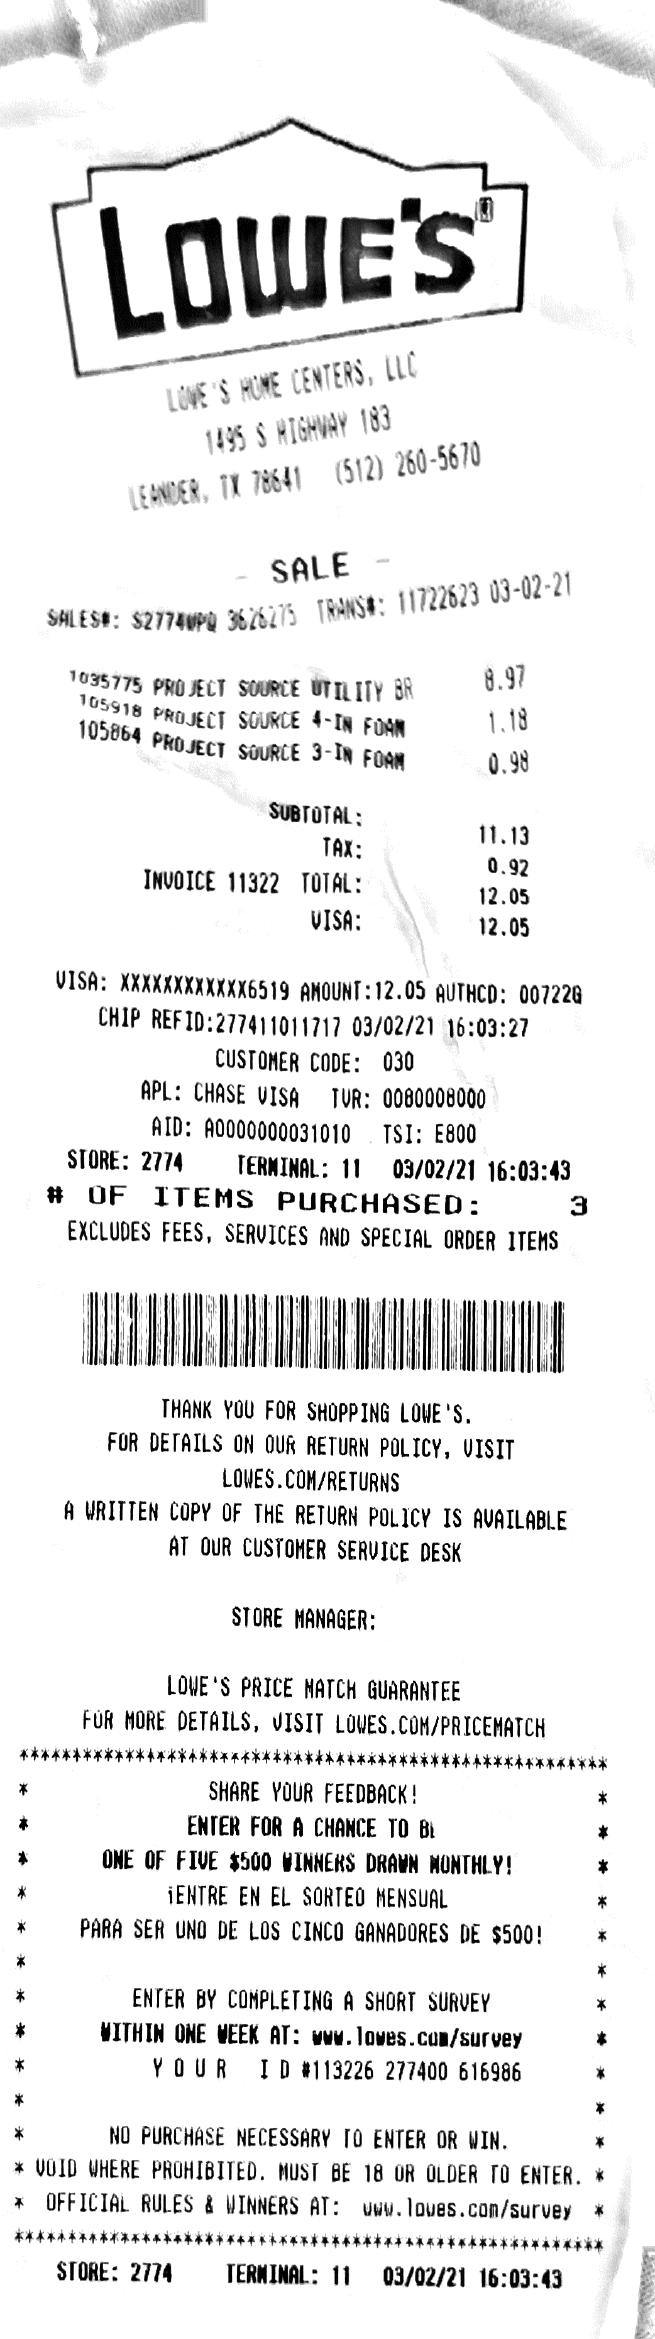 LOWE'S®
LOWE'S HOME CENTERS, LLC
1495 S HIGHWAY 183
LEANDER, TX 78641 (512) 260-5670
- SALE -
SALES#: S2774WPQ 3626275 TRANS#: 11722623 03-02-21
1035775 PROJECT SOURCE UTILITY BR 8.97
105918 PROJECT SOURCE 4-IN FOAM 1.18
105864 PROJECT SOURCE 3-IN FOAM 0.98
SUBTOTAL: 11.13
TAX: 0.92
INVOICE 11322 TOTAL: 12.05
VISA: 12.05
VISA: XXXXXXXXXXXX6519 AMOUNT:12.05 AUTHCD: 00722G
CHIP REFID:277411011717 03/02/21 16:03:27
CUSTOMER CODE: 030
APL: CHASE VISA TVR: 0080008000
AID: A0000000031010 TSI: E800
STORE: 2774 TERMINAL: 11 03/02/21 16:03:43
# OF ITEMS PURCHASED: 3
EXCLUDES FEES, SERVICES AND SPECIAL ORDER ITEMS
THANK YOU FOR SHOPPING LOWE'S.
FOR DETAILS ON OUR RETURN POLICY, VISIT
LOWES.COM/RETURNS
A WRITTEN COPY OF THE RETURN POLICY IS AVAILABLE
AT OUR CUSTOMER SERVICE DESK
STORE MANAGER:
LOWE'S PRICE MATCH GUARANTEE
FOR MORE DETAILS, VISIT LOWES.COM/PRICEMATCH
********************************************************
* SHARE YOUR FEEDBACK! *
* ENTER FOR A CHANCE TO BE *
* ONE OF FIVE $500 WINNERS DRAWN MONTHLY! *
* ¡ENTRE EN EL SORTEO MENSUAL *
* PARA SER UNO DE LOS CINCO GANADORES DE $500! *
* *
* ENTER BY COMPLETING A SHORT SURVEY *
* WITHIN ONE WEEK AT: www.lowes.com/survey *
* Y O U R I D #113226 277400 616986 *
* *
* NO PURCHASE NECESSARY TO ENTER OR WIN. *
* VOID WHERE PROHIBITED. MUST BE 18 OR OLDER TO ENTER. *
* OFFICIAL RULES & WINNERS AT: www.lowes.com/survey *
********************************************************
STORE: 2774 TERMINAL: 11 03/02/21 16:03:43